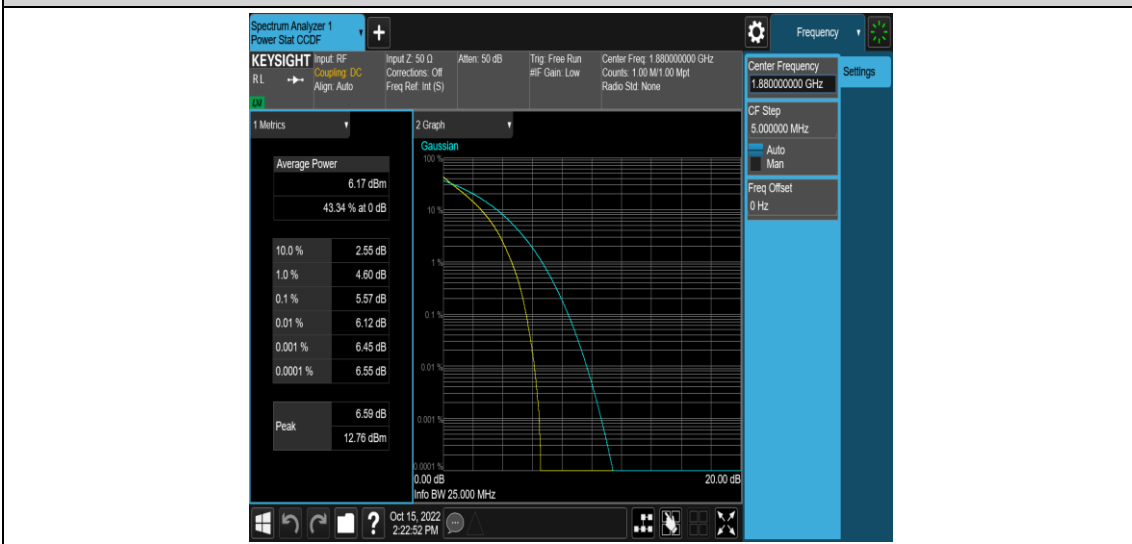 Spectrum Analyzer 1
Power Stat CCDF
+
Frequency
KEYSIGHT
R L
LNI
Input: RF
Coupling: DC
Align: Auto
Input Z: 50 Ω
Corrections: Off
Freq Ref: Int (S)
Atten: 50 dB
Trig: Free Run
#IF Gain: Low
Center Freq: 1.880000000 GHz
Counts: 1.00 M/1.00 Mpt
Radio Std: None
Center Frequency
1.880000000 GHz
Settings
CF Step
5.000000 MHz
Auto
Man
Freq Offset
0 Hz
1 Metrics
Average Power
6.17 dBm
43.34 % at 0 dB
10.0 % 2.55 dB
1.0 % 4.60 dB
0.1 % 5.57 dB
0.01 % 6.12 dB
0.001 % 6.45 dB
0.0001 % 6.55 dB
Peak
6.59 dB
12.76 dBm
2 Graph
Gaussian
100 %
10 %
1 %
0.1 %
0.01 %
0.001 %
0.0001 %
0.00 dB 20.00 dB
Info BW 25.000 MHz
?
Oct 15, 2022
2:22:52 PM